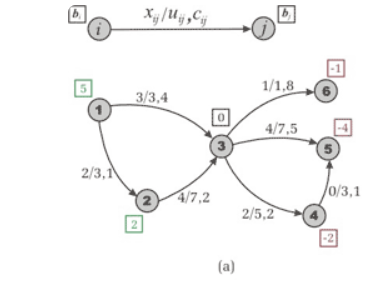 b_i x_ij/u_ij,c_ij b_j
i j
-1
5 1/1,8 6
1 3/3,4 0 4/7,5 -4
3 5
2/3,1 4/7,2 0/3,1
2 2/5,2 4
2 -2
(a)